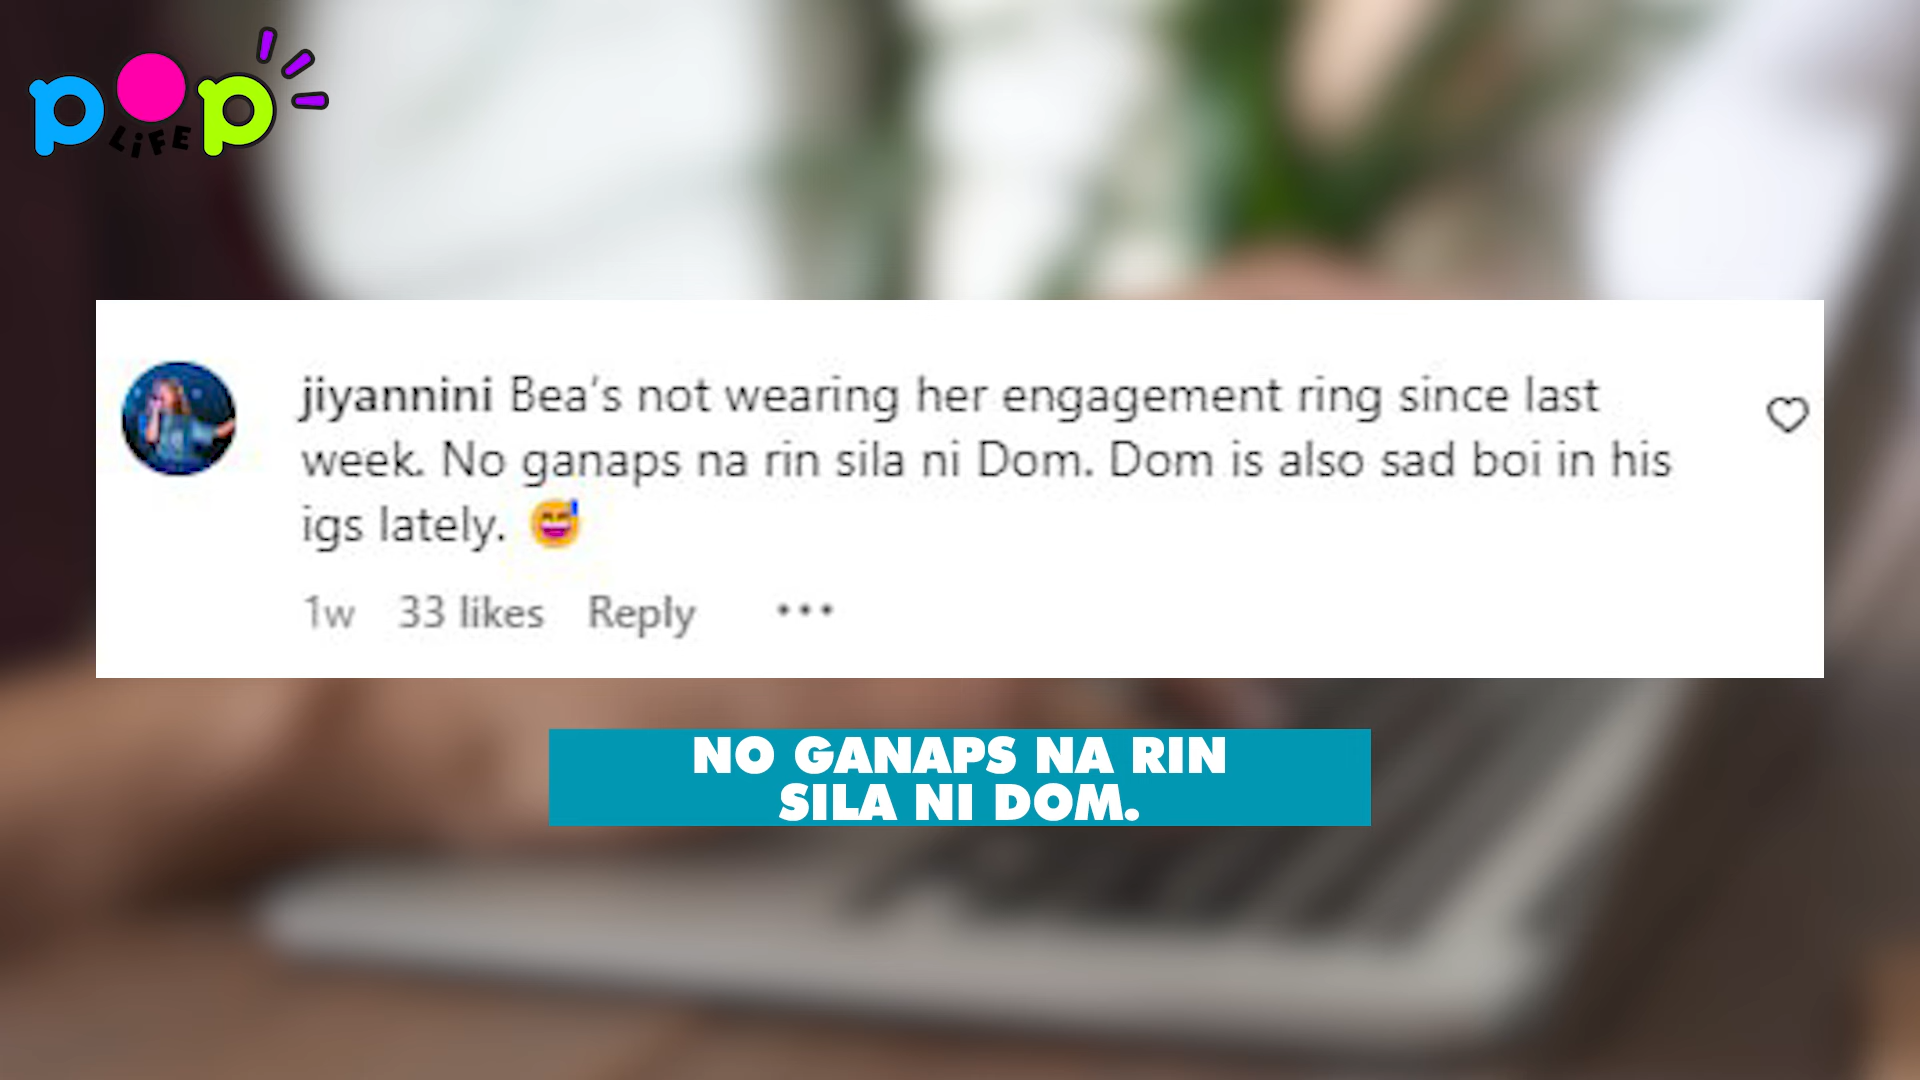 pop
LiFE
jiyannini Bea's not wearing her engagement ring since last
week. No ganaps na rin sila ni Dom. Dom is also sad boi in his
igs lately. 😅
1w 33 likes Reply •••
NO GANAPS NA RIN
SILA NI DOM.